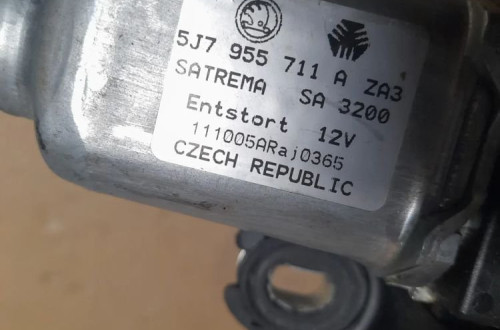 5J7 955 711 A ZA3
SATREMA SA 3200
Entstort 12V
111005ARaj0365
CZECH REPUBLIC